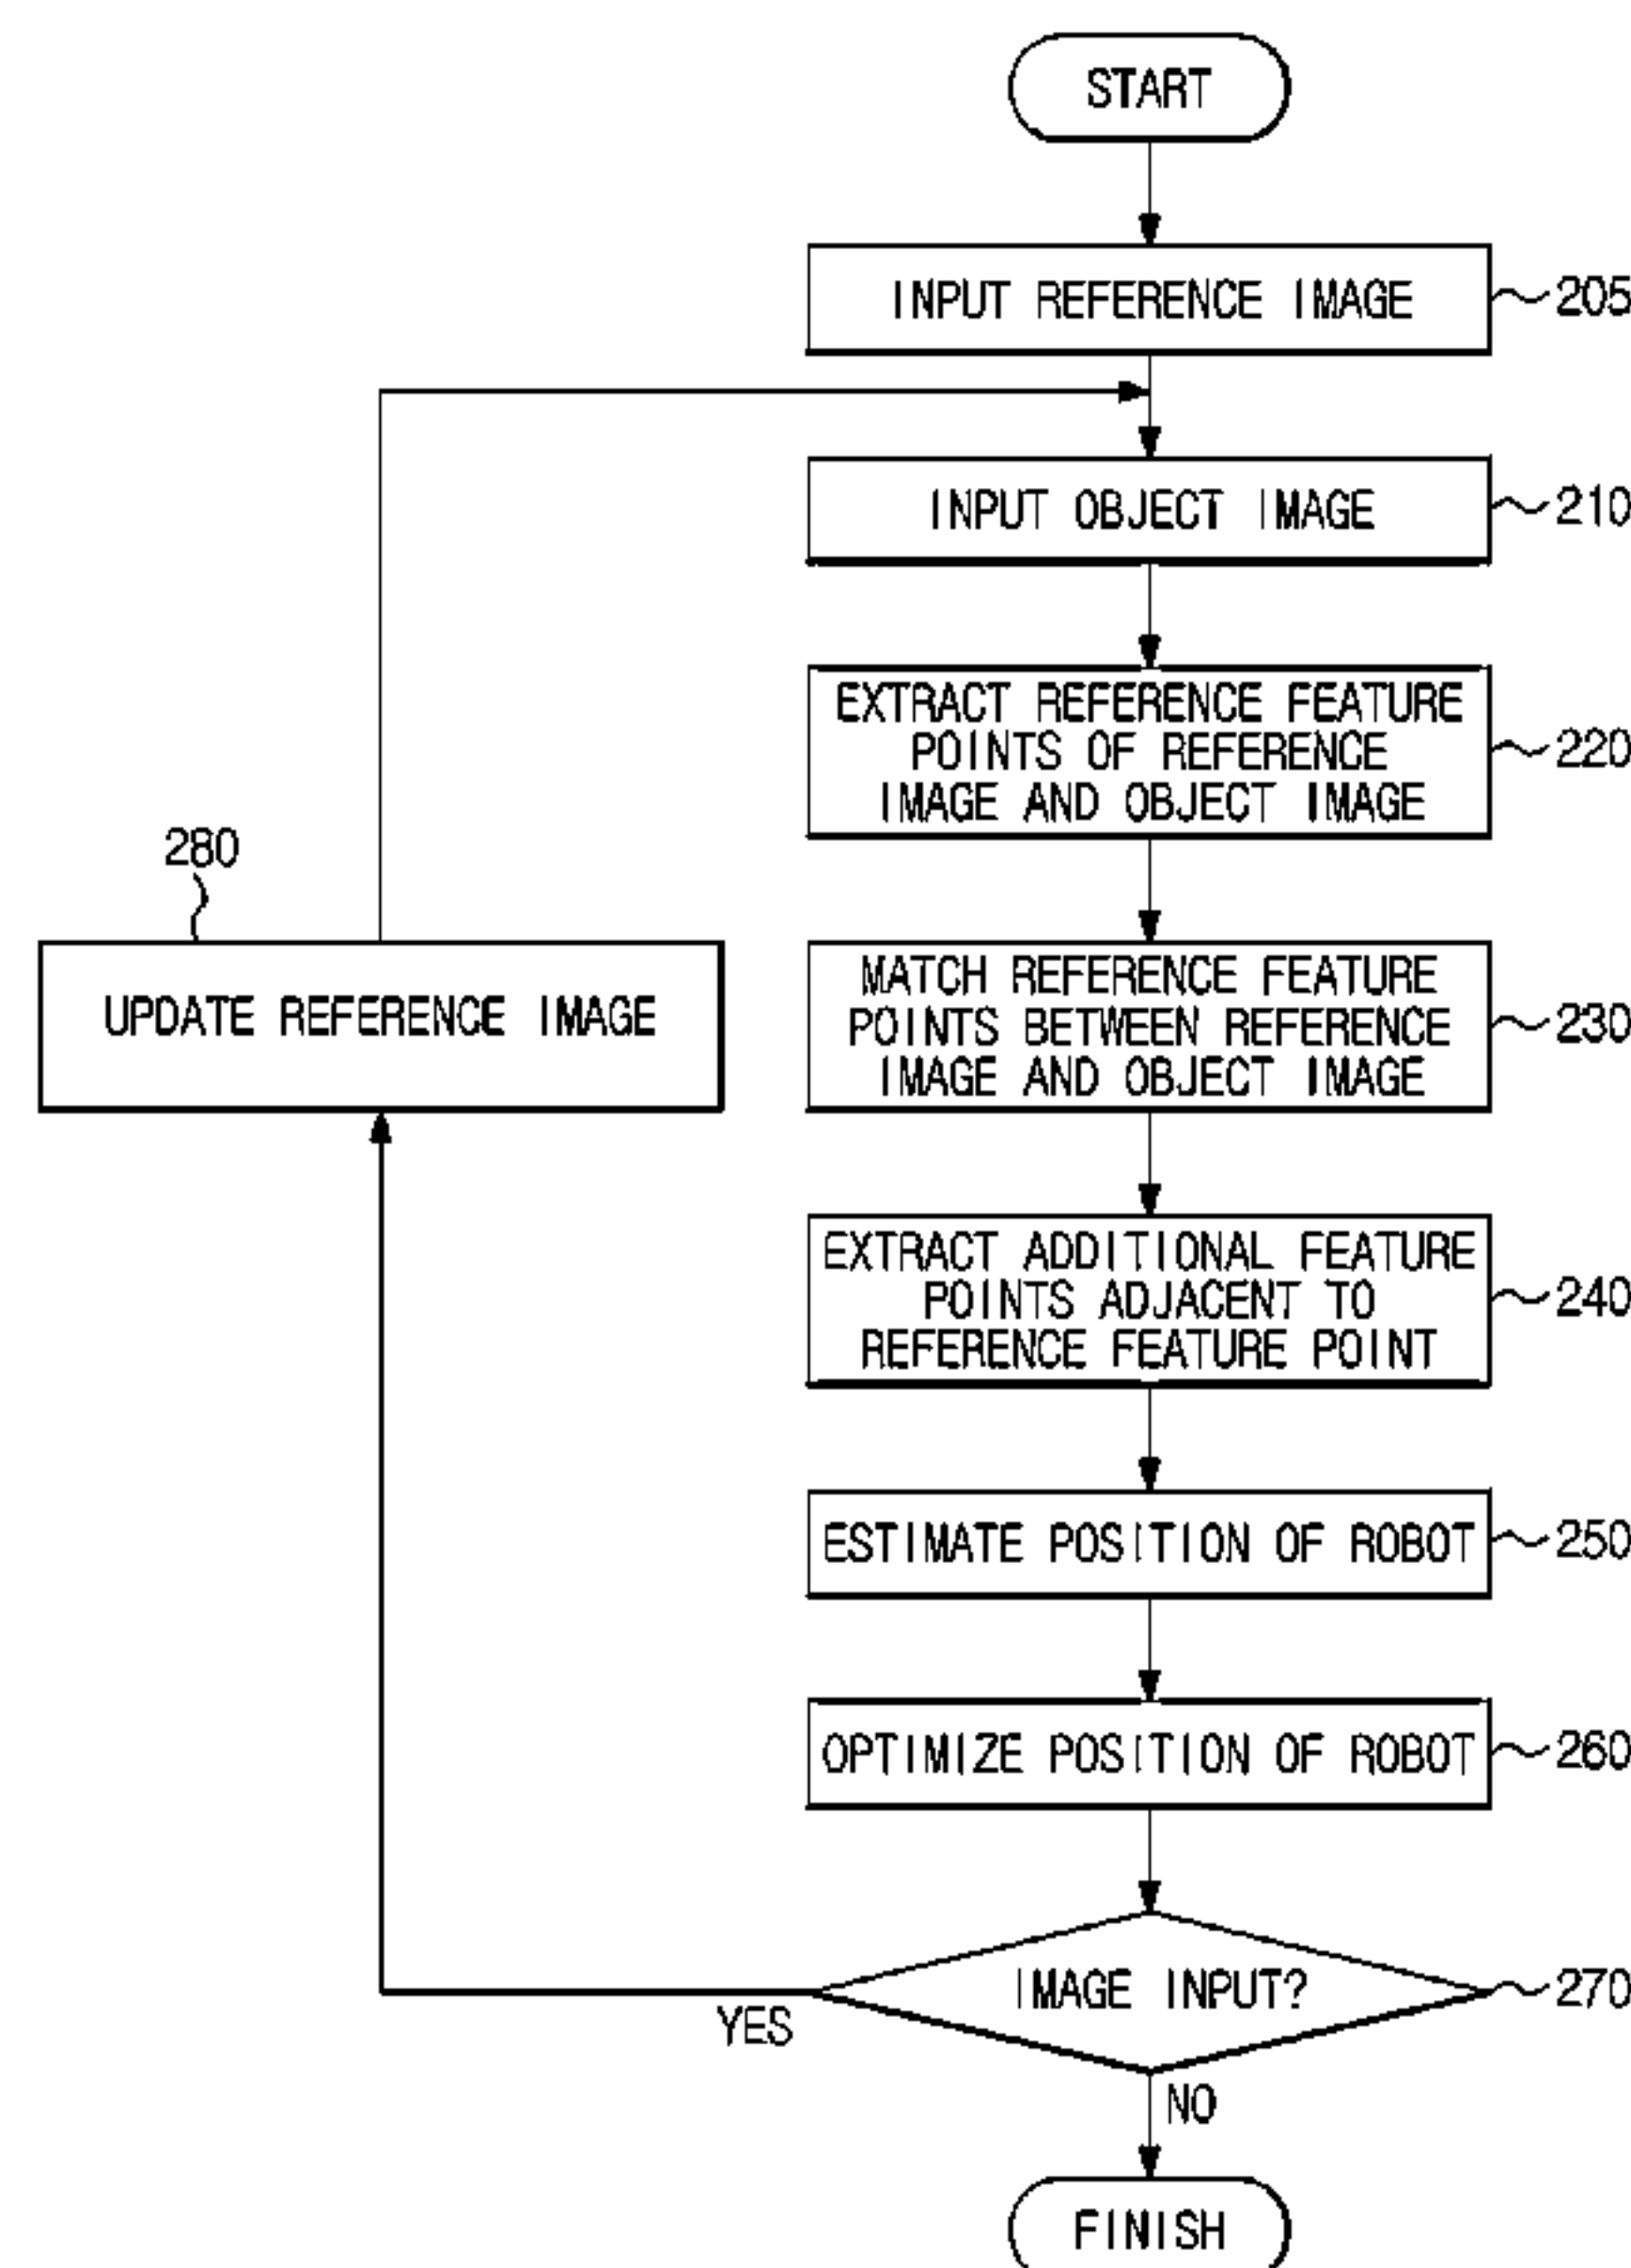 START
INPUT REFERENCE IMAGE
205
INPUT OBJECT IMAGE
210
EXTRACT REFERENCE FEATURE
POINTS OF REFERENCE
IMAGE AND OBJECT IMAGE
220
280
UPDATE REFERENCE IMAGE
MATCH REFERENCE FEATURE
POINTS BETWEEN REFERENCE
IMAGE AND OBJECT IMAGE
230
EXTRACT ADDITIONAL FEATURE
POINTS ADJACENT TO
REFERENCE FEATURE POINT
240
ESTIMATE POSITION OF ROBOT
250
OPTIMIZE POSITION OF ROBOT
260
IMAGE INPUT?
270
YES
NO
FINISH